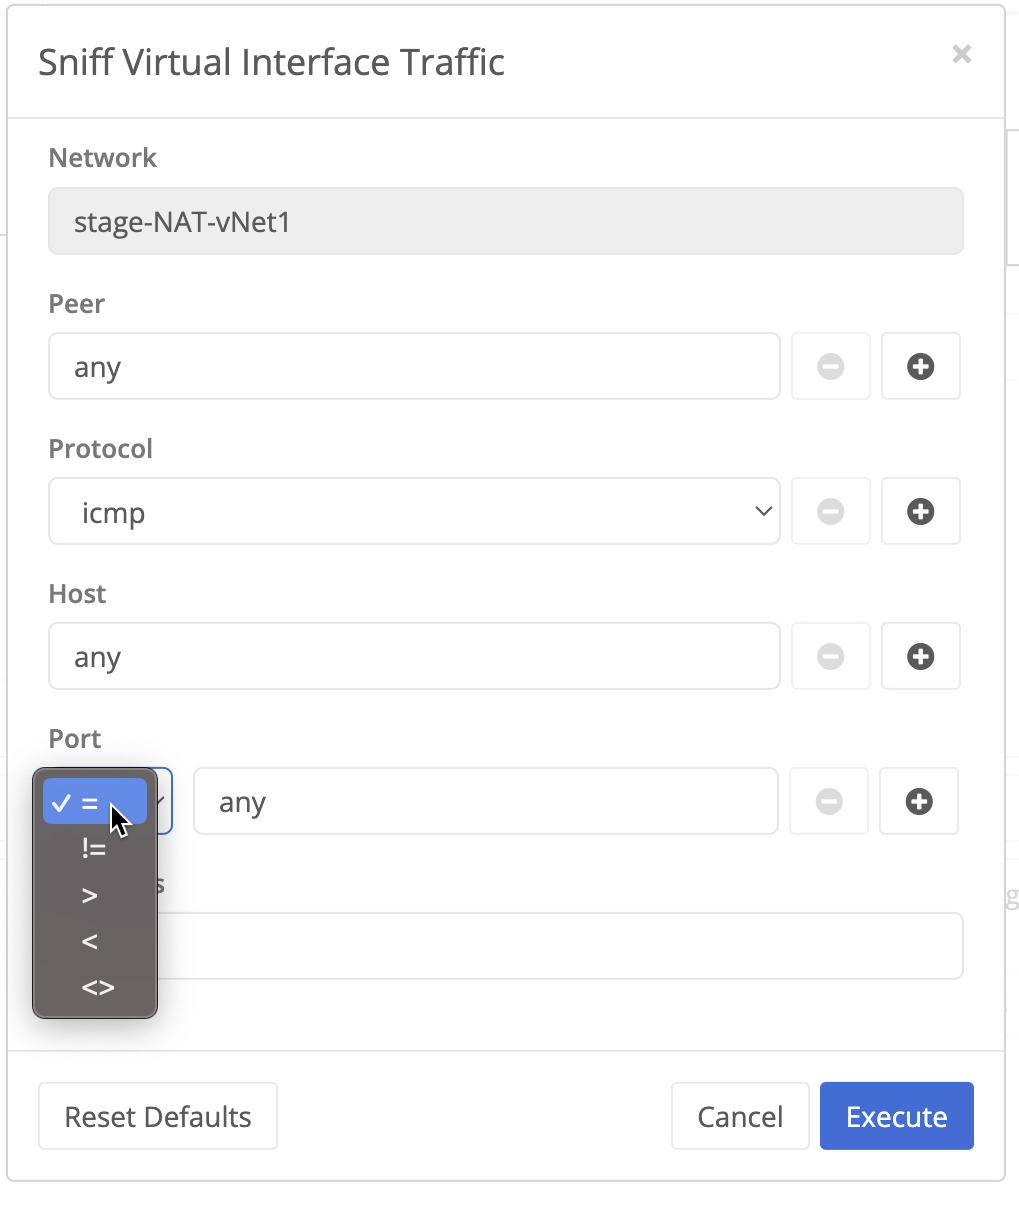 Sniff Virtual Interface Traffic
×
Network
stage-NAT-vNet1
Peer
any
Protocol
icmp
Host
any
Port
✓ =
any
!=
>
<
<>
Reset Defaults
Cancel
Execute